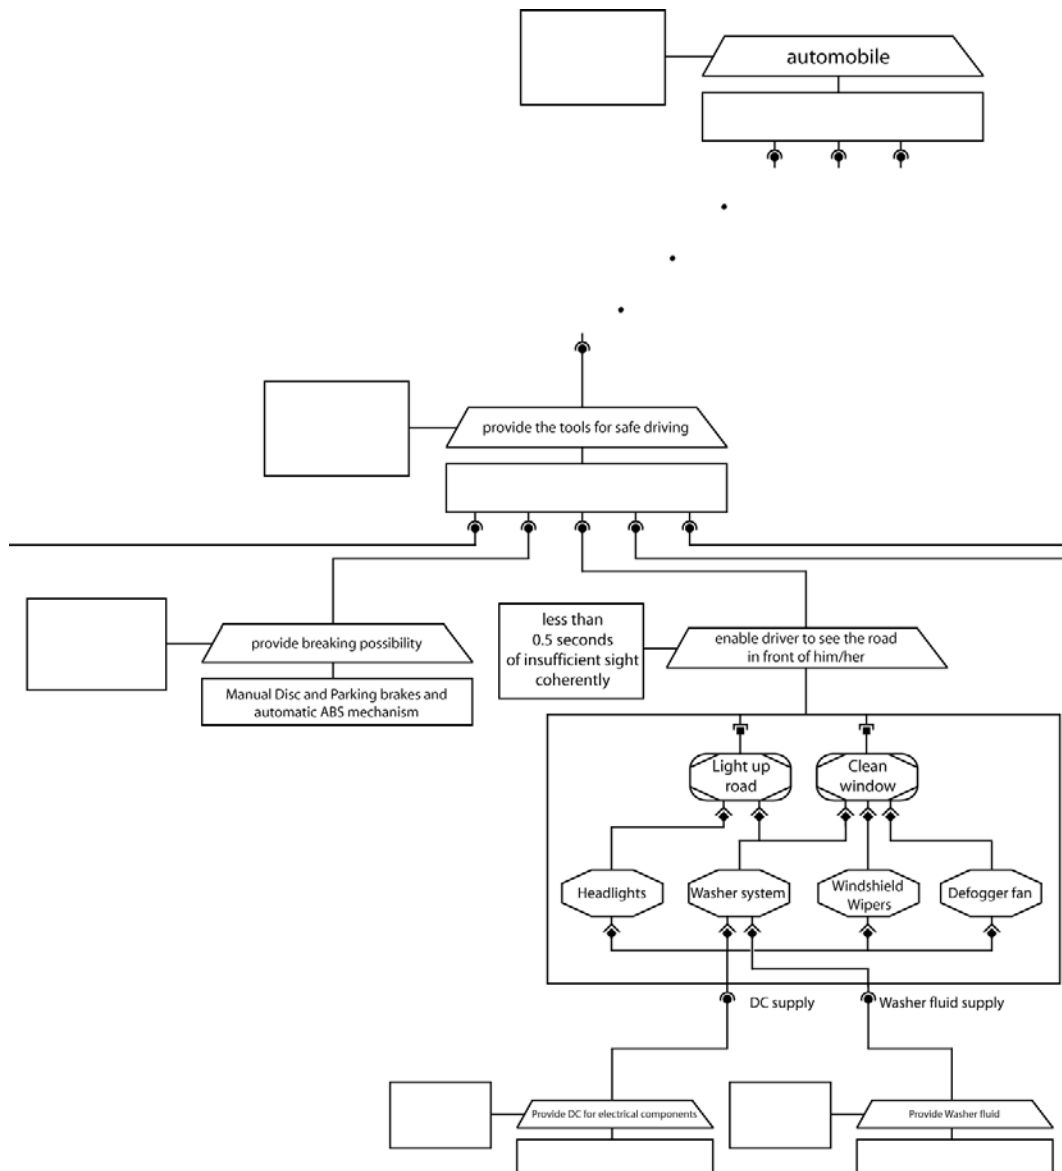 automobile
provide the tools for safe driving
provide breaking possibility
Manual Disc and Parking brakes and
automatic ABS mechanism
less than
0.5 seconds
of insufficient sight
coherently
enable driver to see the road
in front of him/her
Light up
road
Clean
window
Headlights
Washer system
Windshield
Wipers
Defogger fan
DC supply
Washer fluid supply
Provide DC for electrical components
Provide Washer fluid